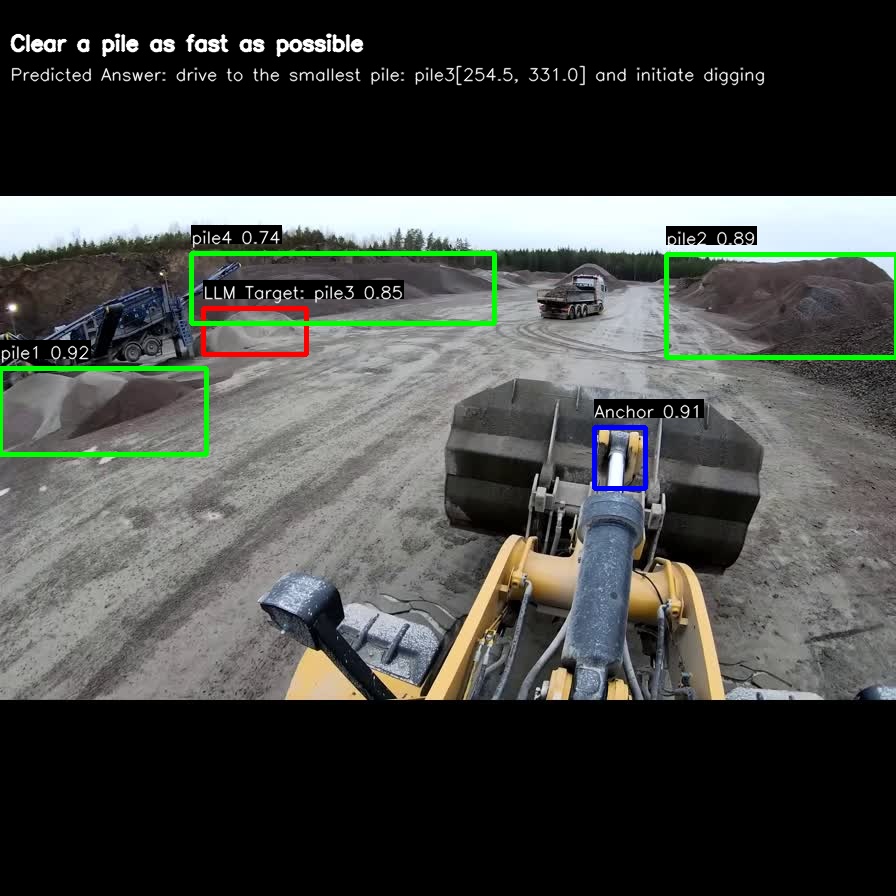 Clear a pile as fast as possible
Predicted Answer: drive to the smallest pile: pile3[254.5, 331.0] and initiate digging
pile4 0.74
pile2 0.89
LLM Target: pile3 0.85
pile1 0.92
Anchor 0.91